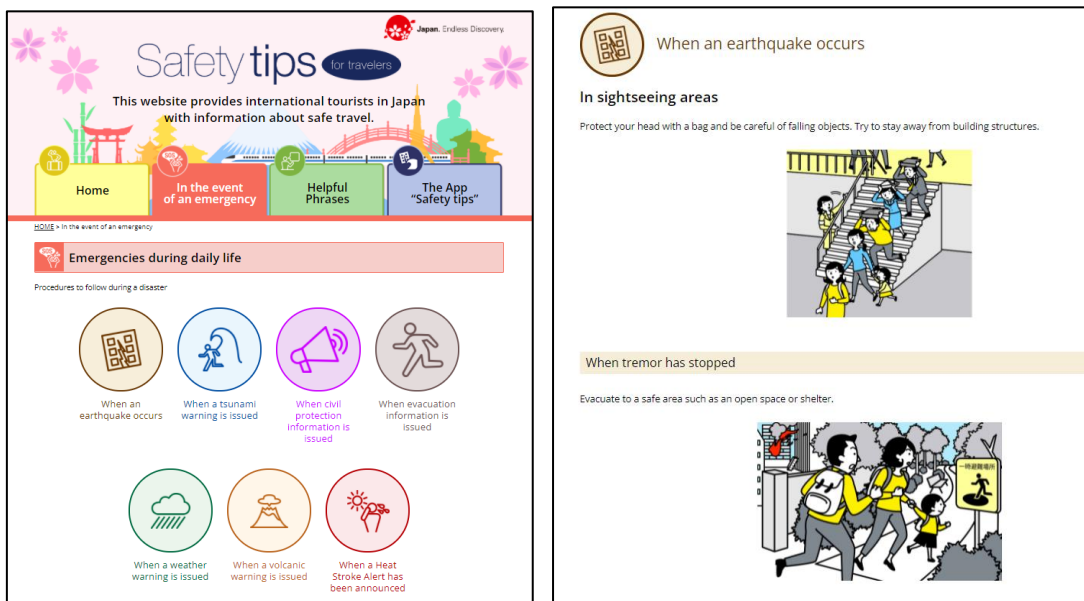 Japan. Endless Discovery.
Safety tips for travelers
This website provides international tourists in Japan
with information about safe travel.
Home
In the event
of an emergency
Helpful
Phrases
The App
“Safety tips”
HOME > In the event of an emergency
Emergencies during daily life
Procedures to follow during a disaster
When an
earthquake occurs
When a tsunami
warning is issued
When civil
protection
information is
issued
When evacuation
information is
issued
When a weather
warning is issued
When a volcanic
warning is issued
When a Heat
Stroke Alert has
been announced
When an earthquake occurs
In sightseeing areas
Protect your head with a bag and be careful of falling objects. Try to stay away from building structures.
When tremor has stopped
Evacuate to a safe area such as an open space or shelter.
一時避難場所